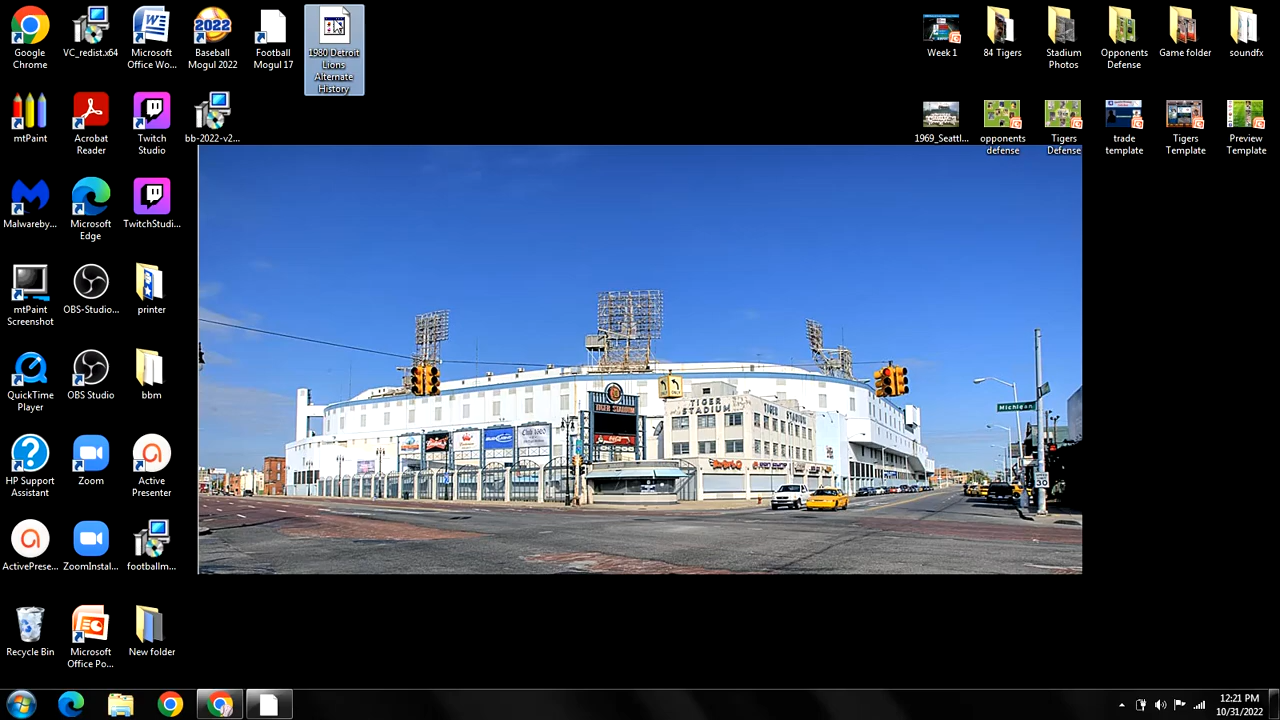 Google
Chrome
VC_redist.x64
Microsoft
Office Wo...
Baseball
Mogul 2022
2022
Football
Mogul 17
1980 Detroit
Lions
Alternate
History
Week 1
84 Tigers
Stadium
Photos
Opponents
Defense
Game folder
soundfx
mtPaint
Acrobat
Reader
Twitch
Studio
bb-2022-v2...
1969_Seattl...
opponents
defense
Tigers
Defense
trade
template
Tigers
Template
Preview
Template
Malwareby...
Microsoft
Edge
TwitchStudi...
mtPaint
Screenshot
OBS-Studio...
printer
QuickTime
Player
OBS Studio
bbm
HP Support
Assistant
Zoom
Active
Presenter
ActivePrese...
ZoomInstal...
footballm...
Recycle Bin
Microsoft
Office Po...
New folder
TIGER
STADIUM
TIGER STADIUM
TIGER STADIUM
Michigan
30
12:21 PM
10/31/2022